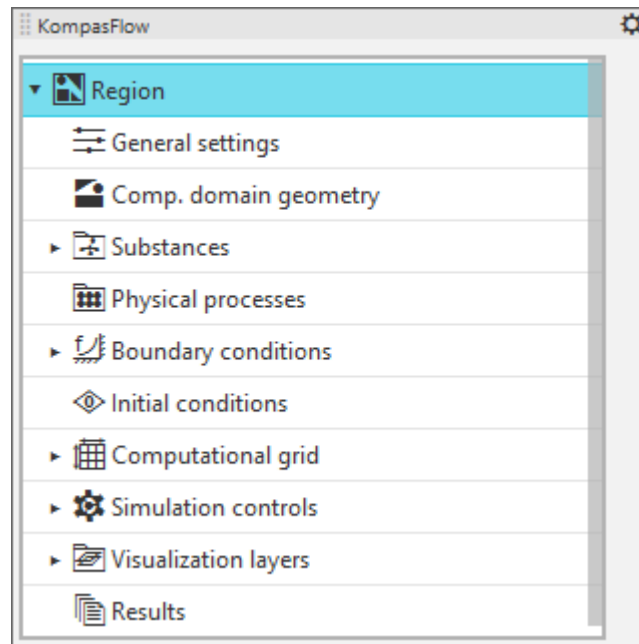 KompasFlow
Region
General settings
Comp. domain geometry
Substances
Physical processes
Boundary conditions
Initial conditions
Computational grid
Simulation controls
Visualization layers
Results